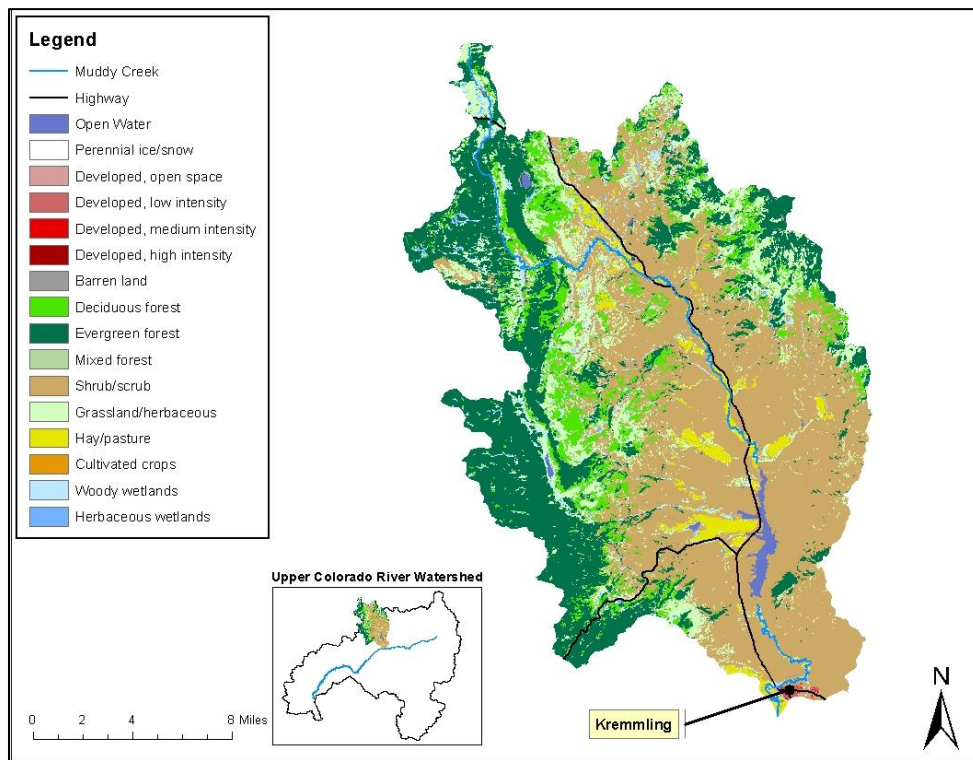 Legend
Muddy Creek
Highway
Open Water
Perennial ice/snow
Developed, open space
Developed, low intensity
Developed, medium intensity
Developed, high intensity
Barren land
Deciduous forest
Evergreen forest
Mixed forest
Shrub/scrub
Grassland/herbaceous
Hay/pasture
Cultivated crops
Woody wetlands
Herbaceous wetlands
Upper Colorado River Watershed
0 2 4 8 Miles
Kremmling
N